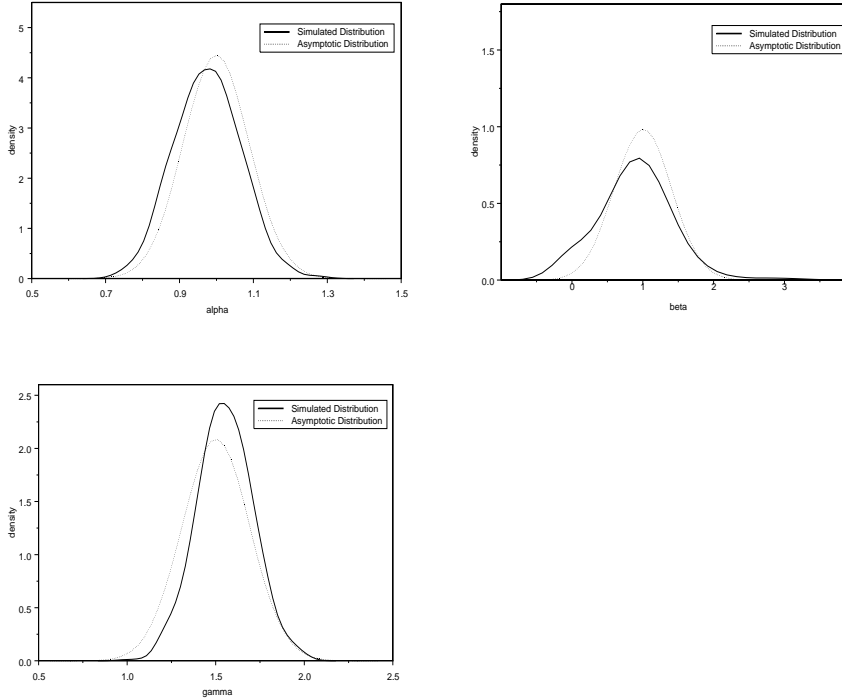 5
4
3
2
1
0
density
0.5
0.7
0.9
1.1
1.3
1.5
alpha
Simulated Distribution
Asymptotic Distribution
1.5
1.0
0.5
0.0
density
0
1
2
3
beta
Simulated Distribution
Asymptotic Distribution
2.5
2.0
1.5
1.0
0.5
0.0
density
0.5
1.0
1.5
2.0
2.5
gamma
Simulated Distribution
Asymptotic Distribution